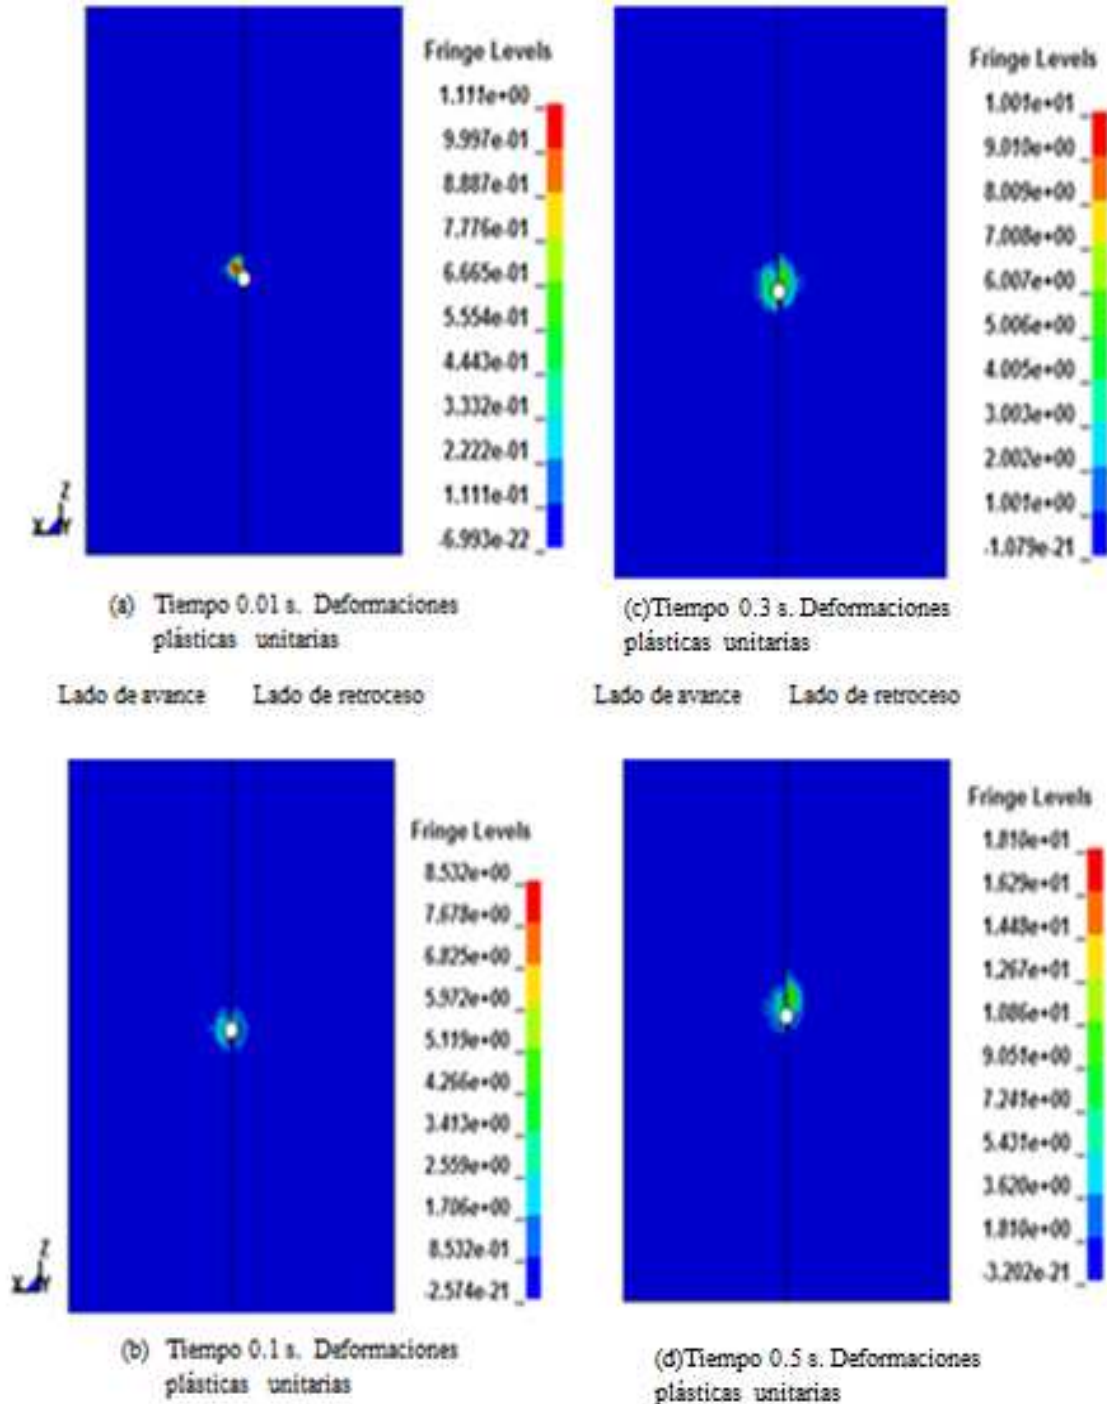 Fringe Levels
1.111e+00
9.997e-01
8.887e-01
7.776e-01
6.665e-01
5.554e-01
4.443e-01
3.332e-01
2.222e-01
1.111e-01
-6.993e-22
Z
X Y
(a) Tiempo 0.01 s. Deformaciones
plásticas unitarias
Fringe Levels
1.001e+01
9.010e+00
8.009e+00
7.008e+00
6.007e+00
5.006e+00
4.005e+00
3.003e+00
2.002e+00
1.001e+00
-1.079e-21
(c)Tiempo 0.3 s. Deformaciones
plásticas unitarias
Lado de avance Lado de retroceso
Lado de avance Lado de retroceso
Fringe Levels
8.532e+00
7.678e+00
6.825e+00
5.972e+00
5.119e+00
4.266e+00
3.413e+00
2.559e+00
1.706e+00
8.532e-01
-2.574e-21
Z
X Y
(b) Tiempo 0.1 s. Deformaciones
plásticas unitarias
Fringe Levels
1.810e+01
1.629e+01
1.448e+01
1.267e+01
1.086e+01
9.051e+00
7.241e+00
5.431e+00
3.620e+00
1.810e+00
-3.202e-21
(d)Tiempo 0.5 s. Deformaciones
plásticas unitarias